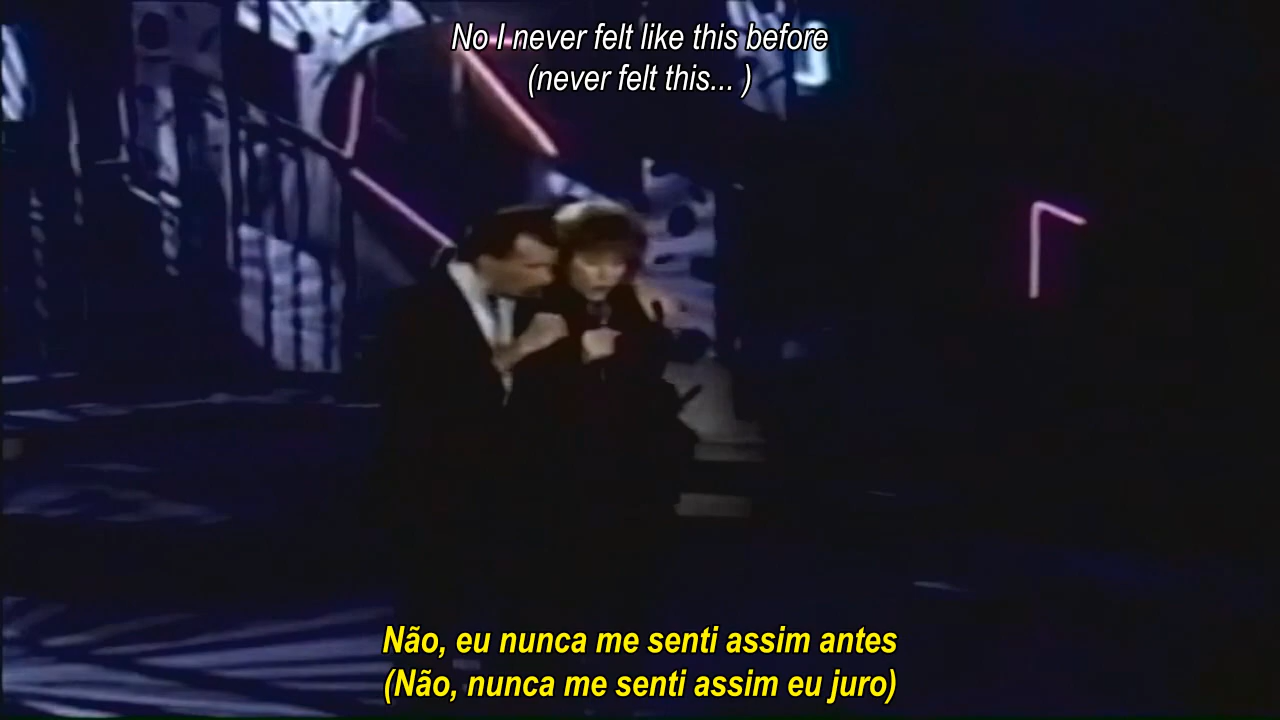 No I never felt like this before
(never felt this... )
Não, eu nunca me senti assim antes
(Não, nunca me senti assim eu juro)